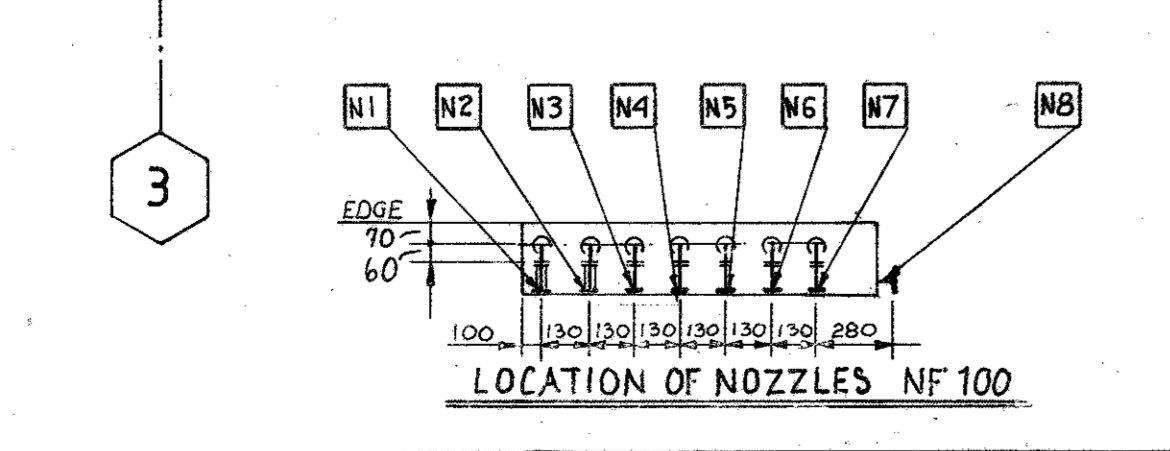 N1 N2 N3 N4 N5 N6 N7 N8
3
EDGE
70
60
100 130 130 130 130 130 130 280
LOCATION OF NOZZLES NF 100